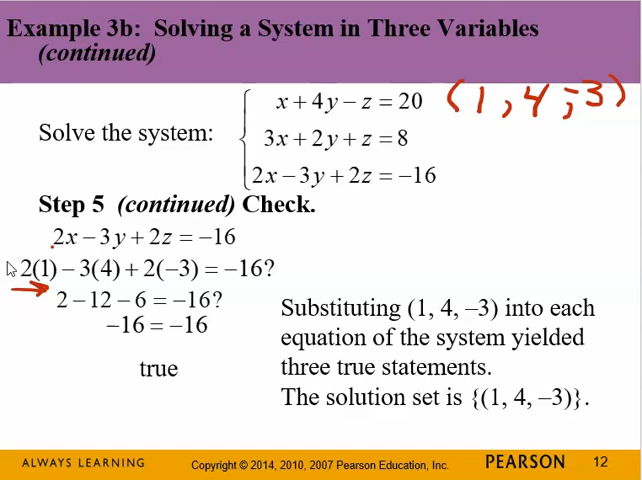 Example 3b: Solving a System in Three Variables
(continued)
x + 4y − z = 20 (1, 4, -3)
Solve the system: 3x + 2y + z = 8
2x − 3y + 2z = −16
Step 5 (continued) Check.
2x − 3y + 2z = −16
2(1) − 3(4) + 2(−3) = −16?
2 − 12 − 6 = −16?
−16 = −16
true
Substituting (1, 4, −3) into each
equation of the system yielded
three true statements.
The solution set is {(1, 4, −3)}.
ALWAYS LEARNING Copyright © 2014, 2010, 2007 Pearson Education, Inc. PEARSON 12